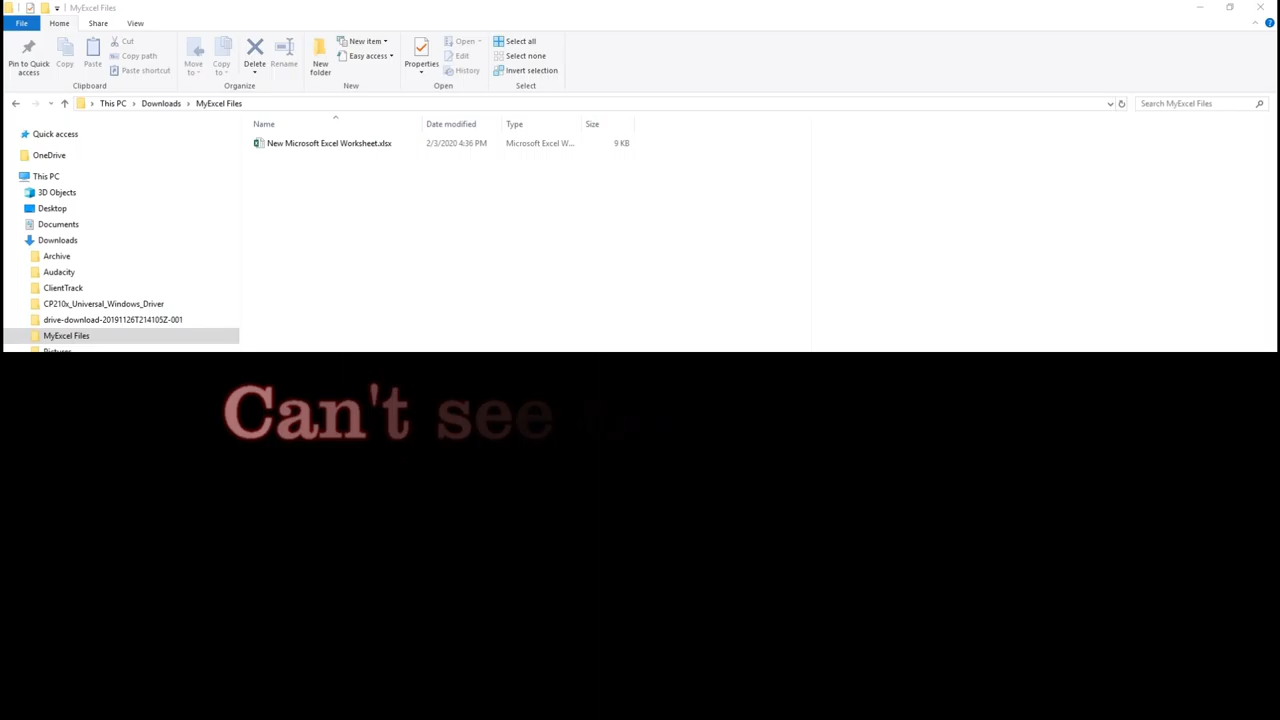 MyExcel Files
File Home Share View
Pin to Quick access
Copy
Paste
Cut
Copy path
Paste shortcut
Clipboard
Move to
Copy to
Delete
Rename
Organize
New folder
New item
Easy access
New
Properties
Open
Edit
History
Open
Select all
Select none
Invert selection
Select
This PC > Downloads > MyExcel Files
Search MyExcel Files
Name Date modified Type Size
New Microsoft Excel Worksheet.xlsx 2/3/2020 4:36 PM Microsoft Excel W... 9 KB
Quick access
OneDrive
This PC
3D Objects
Desktop
Documents
Downloads
Archive
Audacity
ClientTrack
CP210x_Universal_Windows_Driver
drive-download-20191126T214105Z-001
MyExcel Files
Can't see